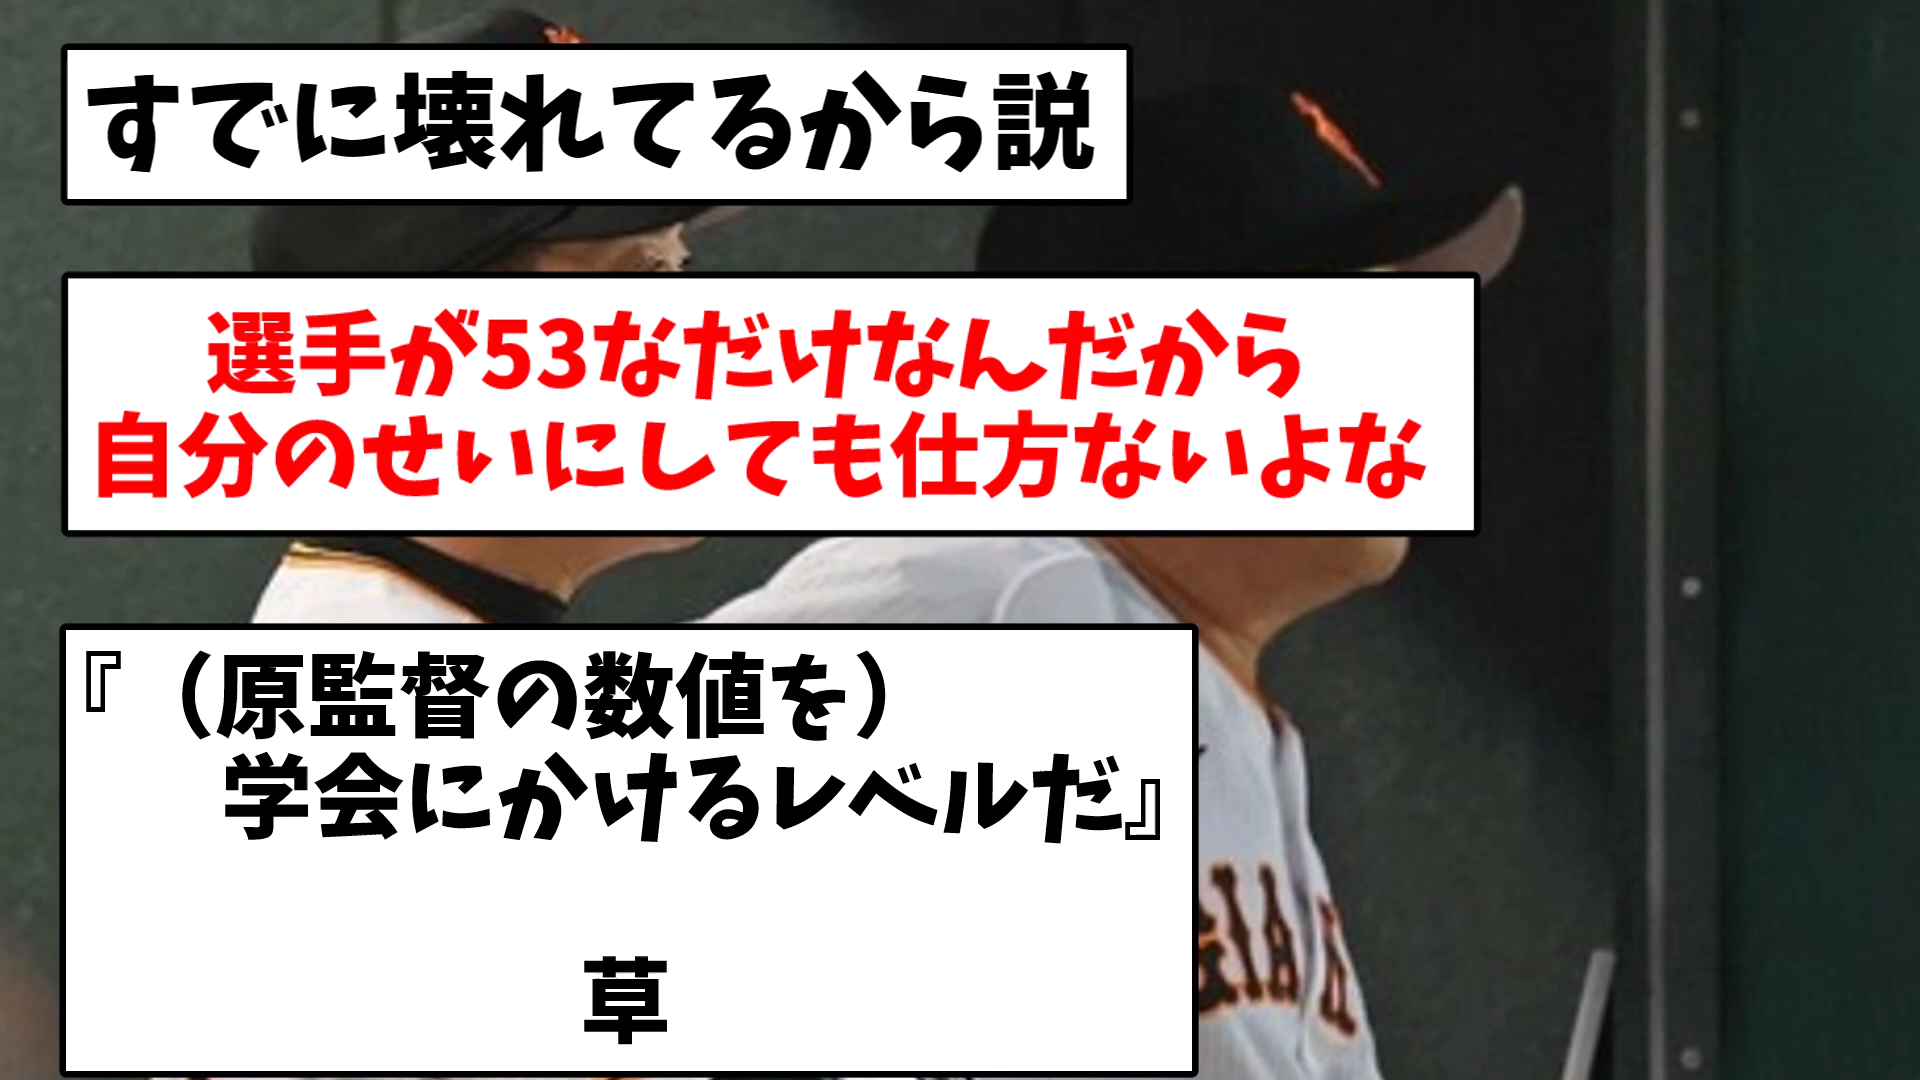 すでに壊れてるから説
選手が53なだけなんだから
自分のせいにしても仕方ないよな
『（原監督の数値を）
学会にかけるレベルだ』
草
GIA